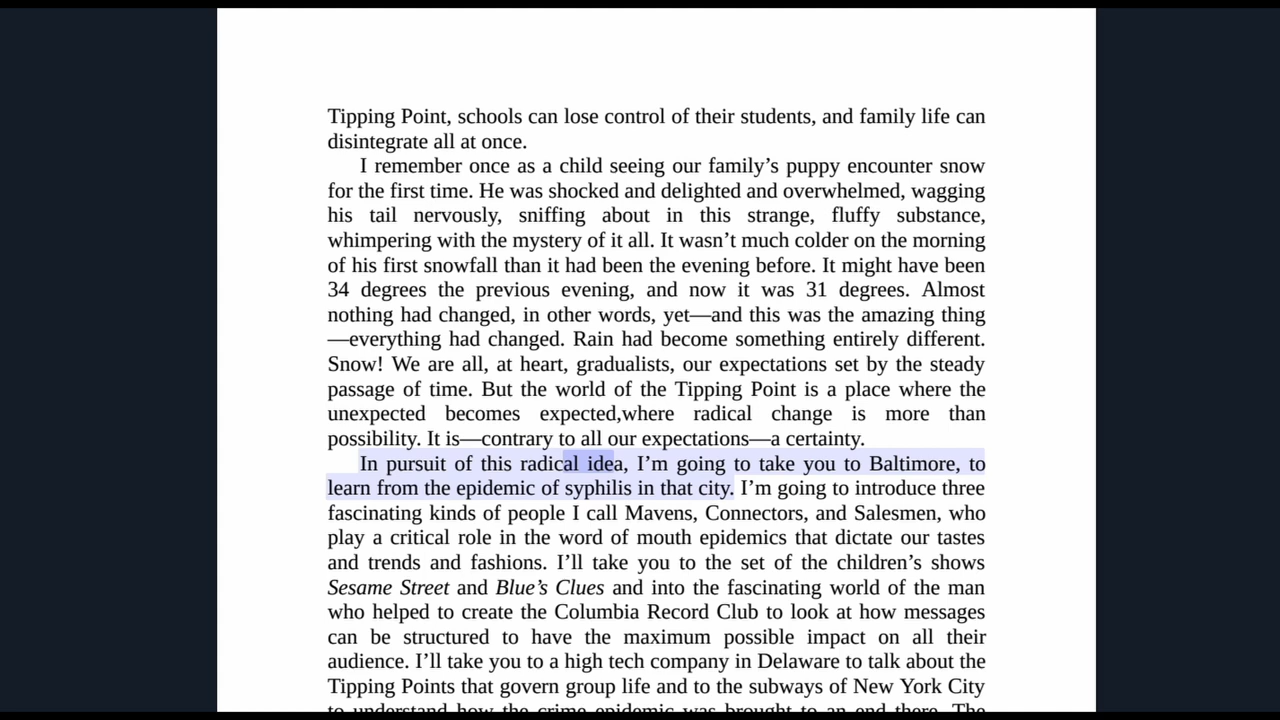 Tipping Point, schools can lose control of their students, and family life can
disintegrate all at once.
I remember once as a child seeing our family’s puppy encounter snow
for the first time. He was shocked and delighted and overwhelmed, wagging
his tail nervously, sniffing about in this strange, fluffy substance,
whimpering with the mystery of it all. It wasn’t much colder on the morning
of his first snowfall than it had been the evening before. It might have been
34 degrees the previous evening, and now it was 31 degrees. Almost
nothing had changed, in other words, yet—and this was the amazing thing
—everything had changed. Rain had become something entirely different.
Snow! We are all, at heart, gradualists, our expectations set by the steady
passage of time. But the world of the Tipping Point is a place where the
unexpected becomes expected,where radical change is more than
possibility. It is—contrary to all our expectations—a certainty.
In pursuit of this radical idea, I’m going to take you to Baltimore, to
learn from the epidemic of syphilis in that city. I’m going to introduce three
fascinating kinds of people I call Mavens, Connectors, and Salesmen, who
play a critical role in the word of mouth epidemics that dictate our tastes
and trends and fashions. I’ll take you to the set of the children’s shows
Sesame Street and Blue’s Clues and into the fascinating world of the man
who helped to create the Columbia Record Club to look at how messages
can be structured to have the maximum possible impact on all their
audience. I’ll take you to a high tech company in Delaware to talk about the
Tipping Points that govern group life and to the subways of New York City
to understand how the crime epidemic was brought to an end there. The